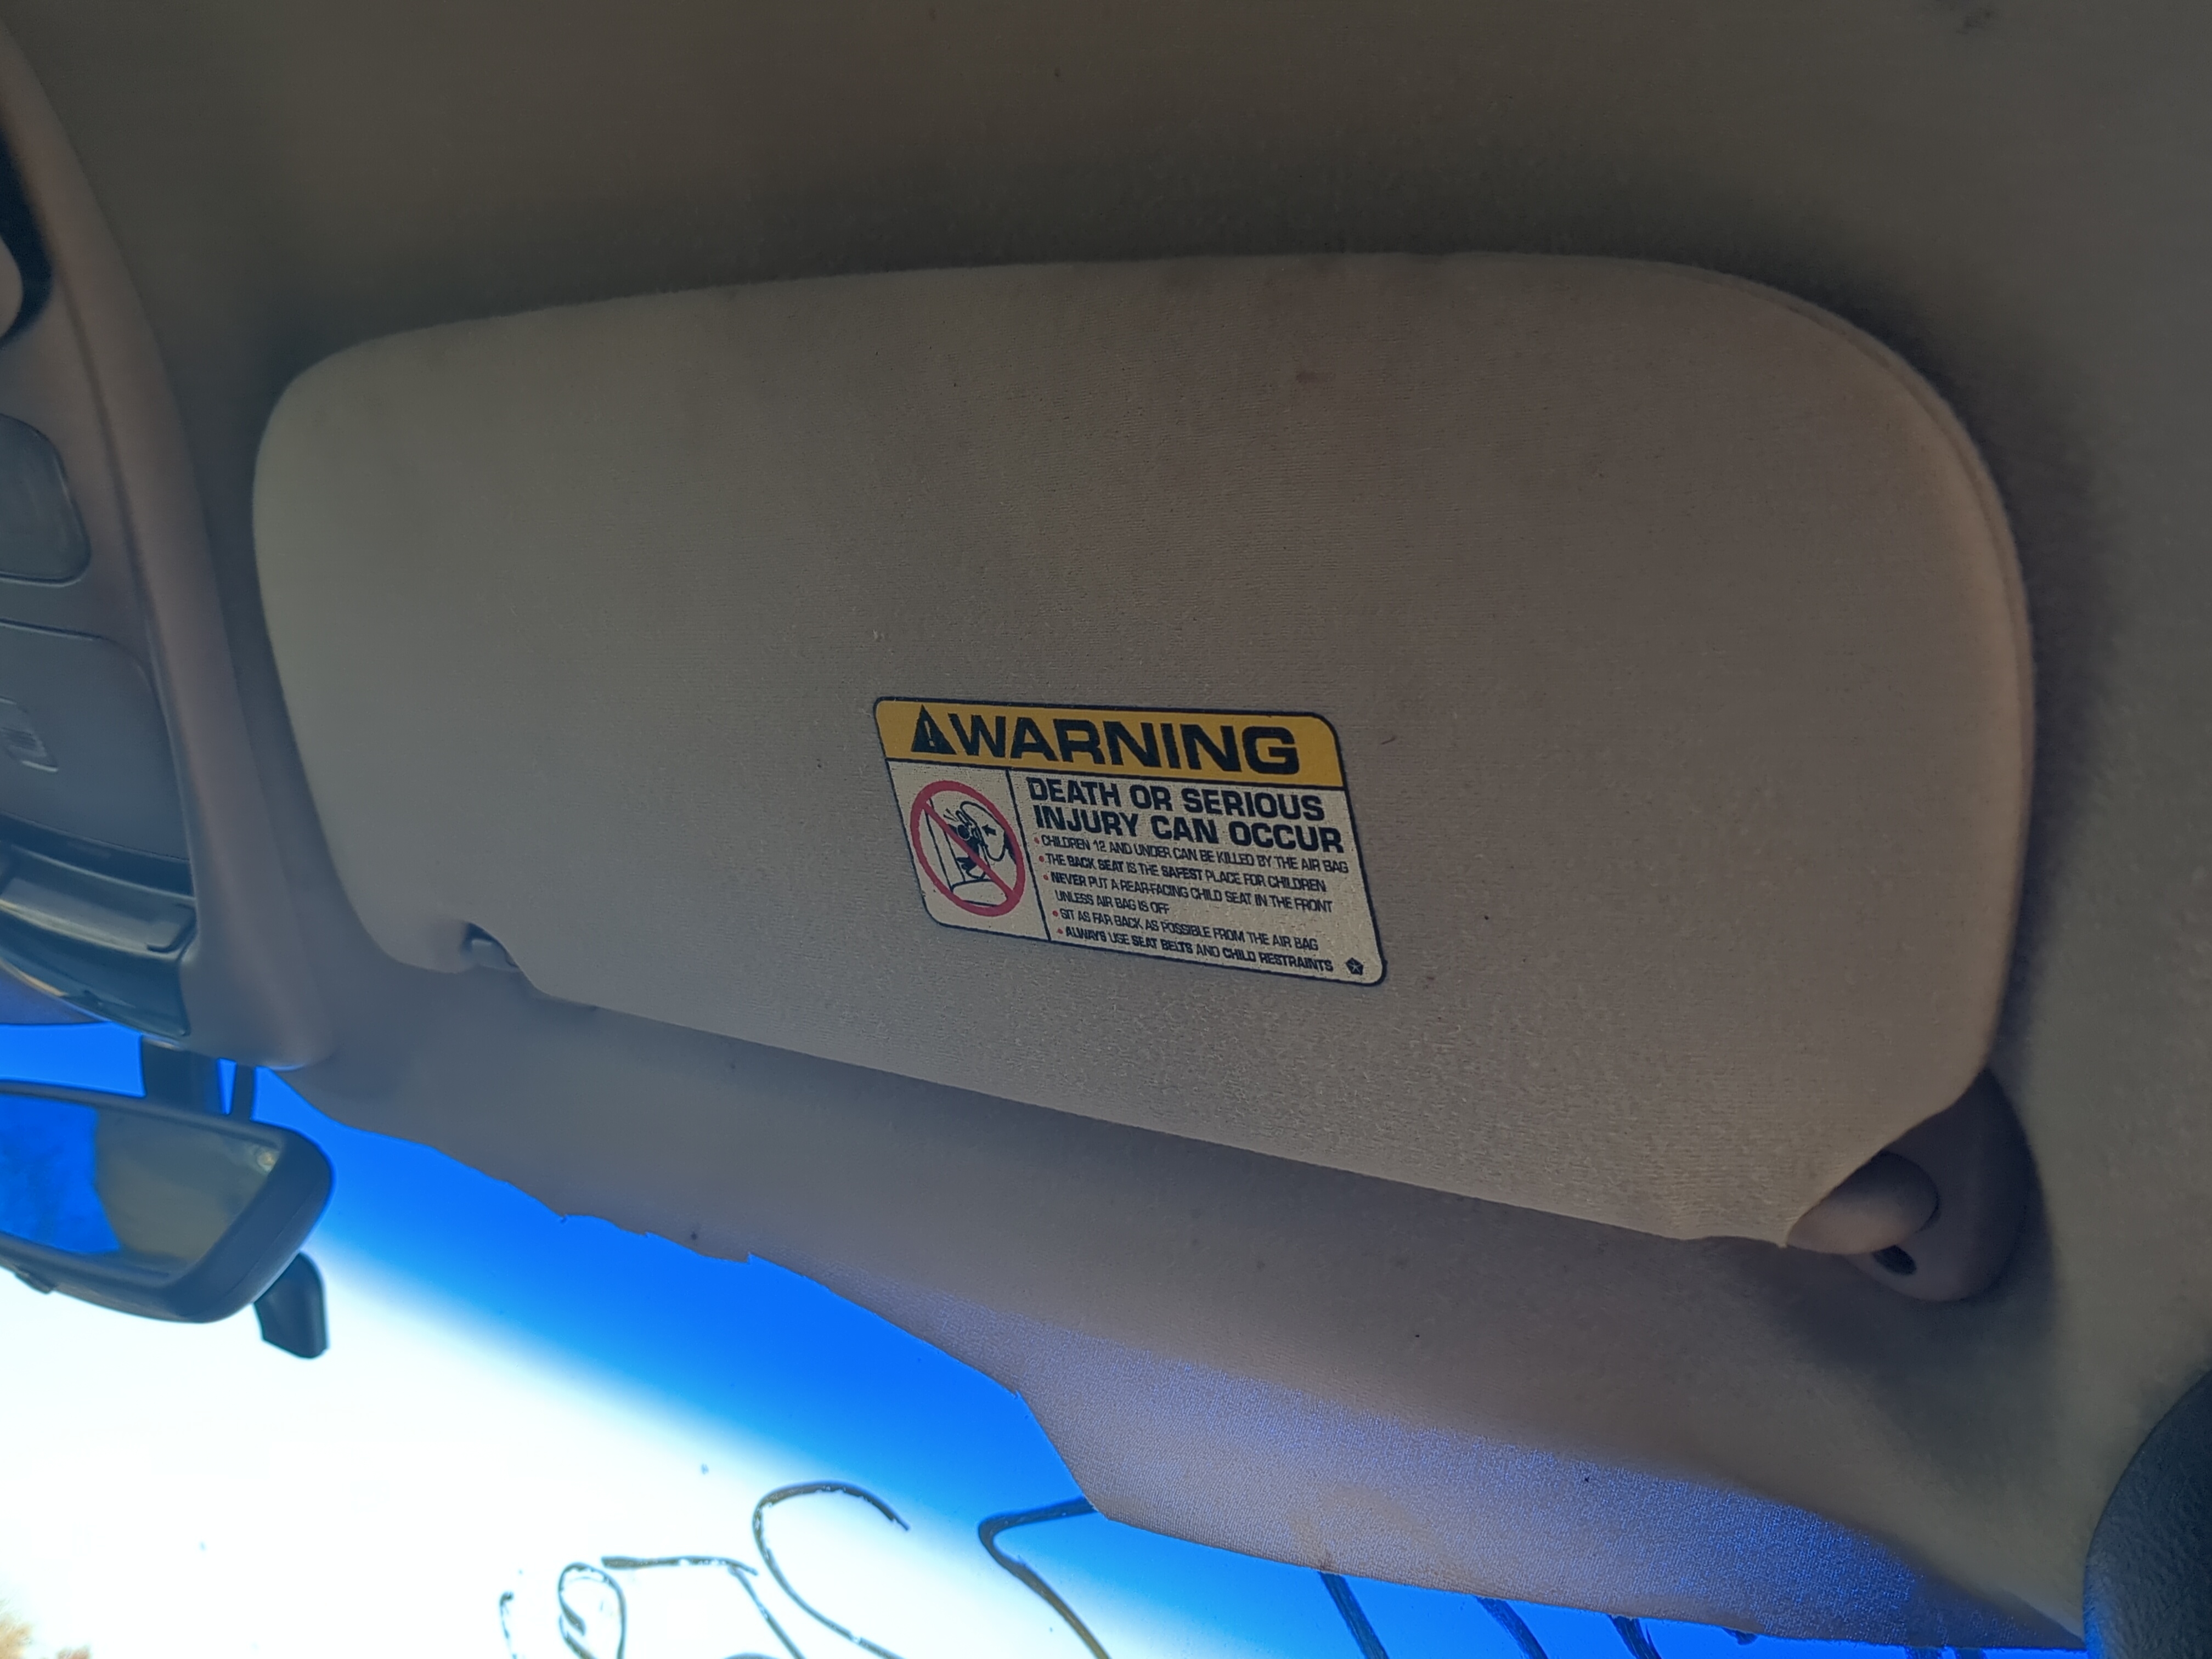 WARNING
DEATH OR SERIOUS
INJURY CAN OCCUR
• CHILDREN 12 AND UNDER CAN BE KILLED BY THE AIR BAG
• THE BACK SEAT IS THE SAFEST PLACE FOR CHILDREN
• NEVER PUT A REAR-FACING CHILD SEAT IN THE FRONT
UNLESS AIR BAG IS OFF
• SIT AS FAR BACK AS POSSIBLE FROM THE AIR BAG
• ALWAYS USE SEAT BELTS AND CHILD RESTRAINTS